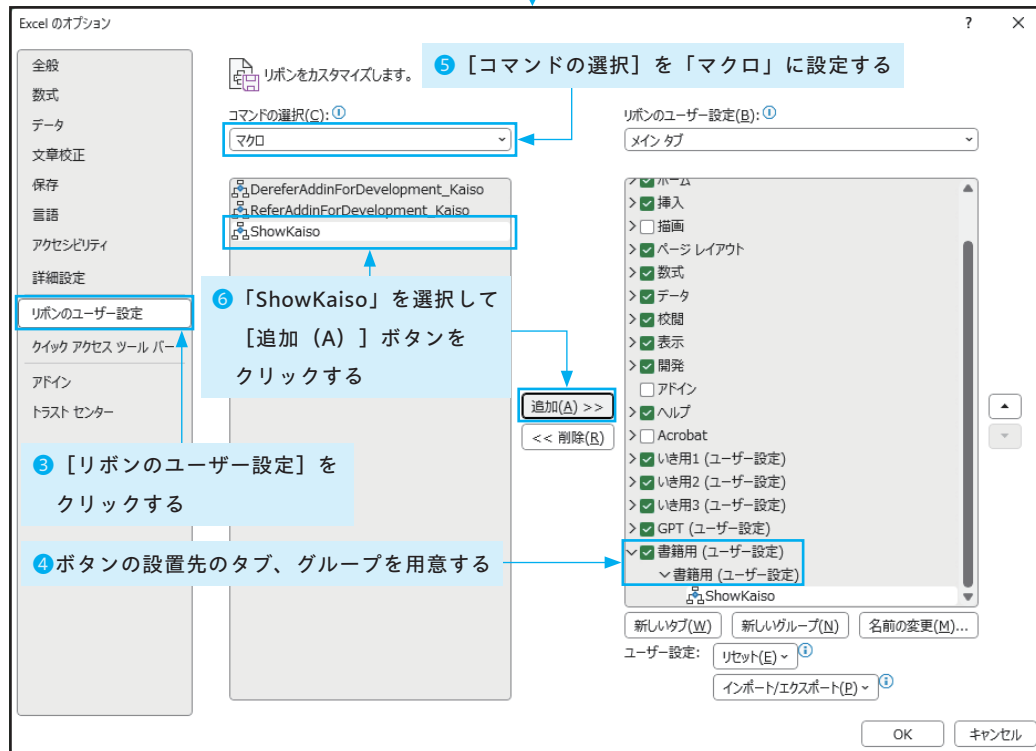 Excel のオプション
? ×
全般
数式
データ
文章校正
保存
言語
アクセシビリティ
詳細設定
リボンのユーザー設定
クイック アクセス ツール バー
アドイン
トラスト センター
リボンをカスタマイズします。
❺［コマンドの選択］を「マクロ」に設定する
コマンドの選択(C):
マクロ
DereferAddinForDevelopment_Kaiso
ReferAddinForDevelopment_Kaiso
ShowKaiso
❻「ShowKaiso」を選択して
［追加（A）］ボタンを
クリックする
❸［リボンのユーザー設定］を
クリックする
❹ボタンの設置先のタブ、グループを用意する
追加(A) >>
<< 削除(R)
リボンのユーザー設定(B):
メイン タブ
ホーム
挿入
描画
ページ レイアウト
数式
データ
校閲
表示
開発
アドイン
ヘルプ
Acrobat
いき用1 (ユーザー設定)
いき用2 (ユーザー設定)
いき用3 (ユーザー設定)
GPT (ユーザー設定)
書籍用 (ユーザー設定)
書籍用 (ユーザー設定)
ShowKaiso
新しいタブ(W) 新しいグループ(N) 名前の変更(M)...
ユーザー設定: リセット(E)
インポート/エクスポート(P)
OK キャンセル